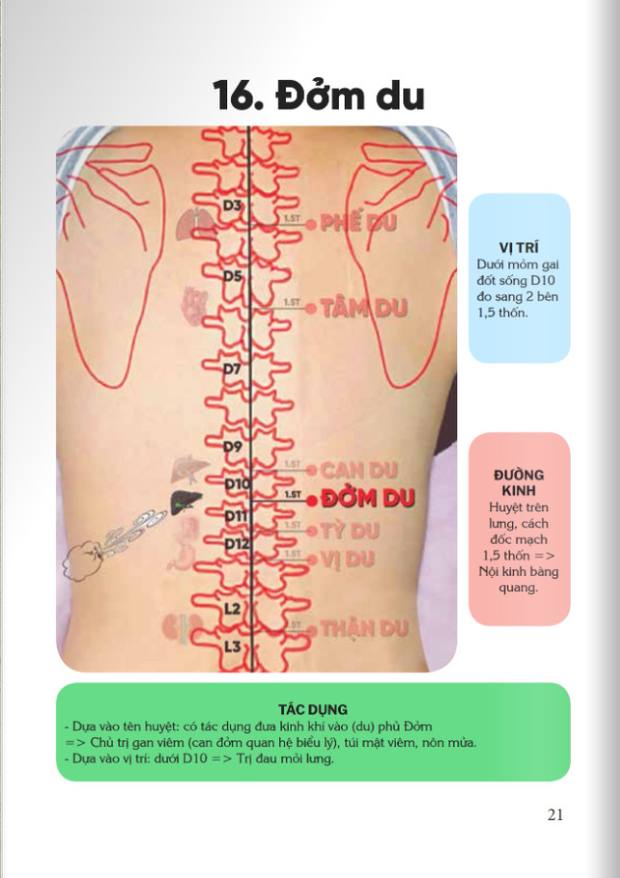 16. Đởm du
D3
1.5T
PHẾ DU
D5
1.5T
TÂM DU
D7
D9
1.5T
CAN DU
D10
1.5T
ĐỞM DU
D11
1.5T
TỲ DU
D12
1.5T
VỊ DU
L2
1.5T
THẬN DU
L3
VỊ TRÍ
Dưới mỏm gai
đốt sống D10
đo sang 2 bên
1,5 thốn.
ĐƯỜNG
KINH
Huyệt trên
lưng, cách
đốc mạch
1,5 thốn =>
Nội kinh bàng
quang.
TÁC DỤNG
- Dựa vào tên huyệt: có tác dụng đưa kinh khí vào (du) phủ Đởm
=> Chủ trị gan viêm (can đởm quan hệ biểu lý), túi mật viêm, nôn mửa.
- Dựa vào vị trí: dưới D10 => Trị đau mỏi lưng.
21